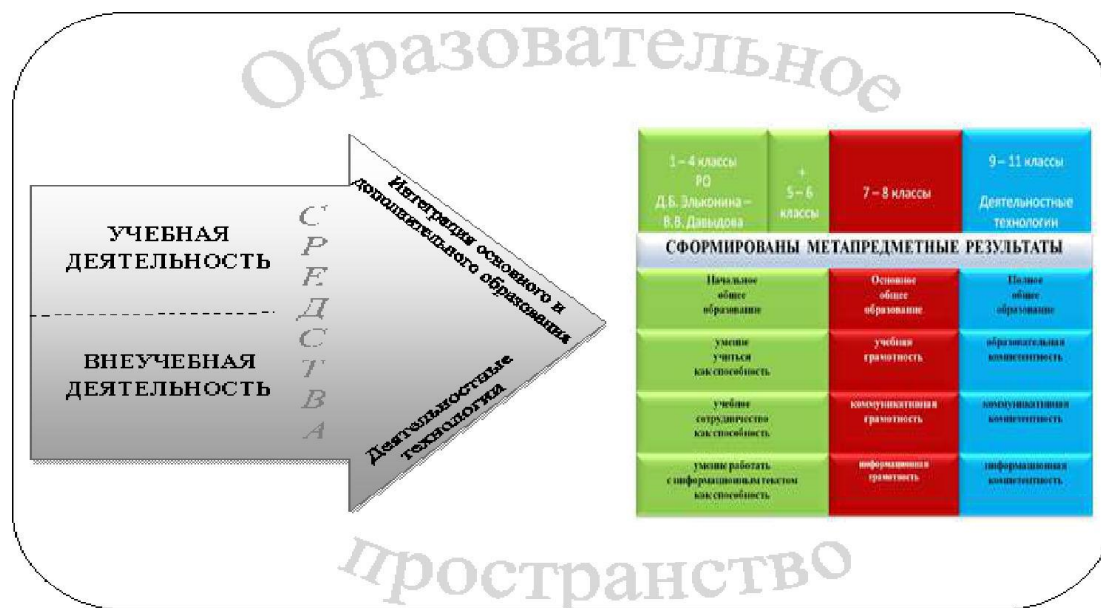 Образовательное
УЧЕБНАЯ
ДЕЯТЕЛЬНОСТЬ
ВНЕУЧЕБНАЯ
ДЕЯТЕЛЬНОСТЬ
СРЕДСТВА
Интеграция основного и
дополнительного образования
Деятельностные
технологии
1 – 4 классы
РО
Д.Б. Эльконина –
В.В. Давыдова
+
5 – 6
классы
7 – 8 классы
9 – 11 классы
Деятельностные
технологии
СФОРМИРОВАНЫ МЕТАПРЕДМЕТНЫЕ РЕЗУЛЬТАТЫ
Начальное
общее
образование
Основное
общее
образование
Полное
общее
образование
умение
учиться
как способность
учебная
грамотность
образовательная
компетентность
учебное
сотрудничество
как способность
коммуникативная
грамотность
коммуникативная
компетентность
умение работать
с информационным текстом
как способность
информационная
грамотность
информационная
компетентность
пространство